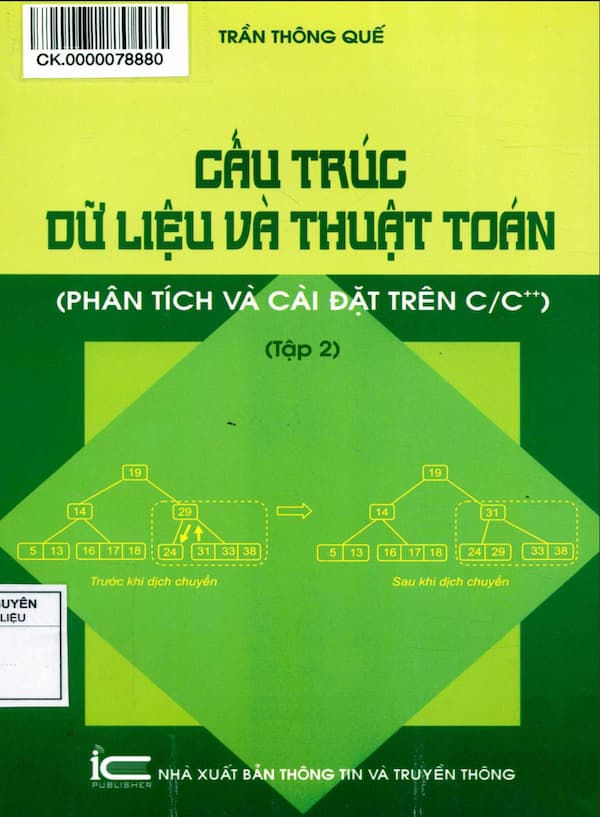 CK.0000078880
TRẦN THÔNG QUẾ
CẤU TRÚC
DỮ LIỆU VÀ THUẬT TOÁN
(PHÂN TÍCH VÀ CÀI ĐẶT TRÊN C/C++)
(Tập 2)
19
14 29
5 13 16 17 18 24 31 33 38
Trước khi dịch chuyển
19
14 31
5 13 16 17 18 24 29 33 38
Sau khi dịch chuyển
UYÊN
LIỆU
ic
PUBLISHER
NHÀ XUẤT BẢN THÔNG TIN VÀ TRUYỀN THÔNG